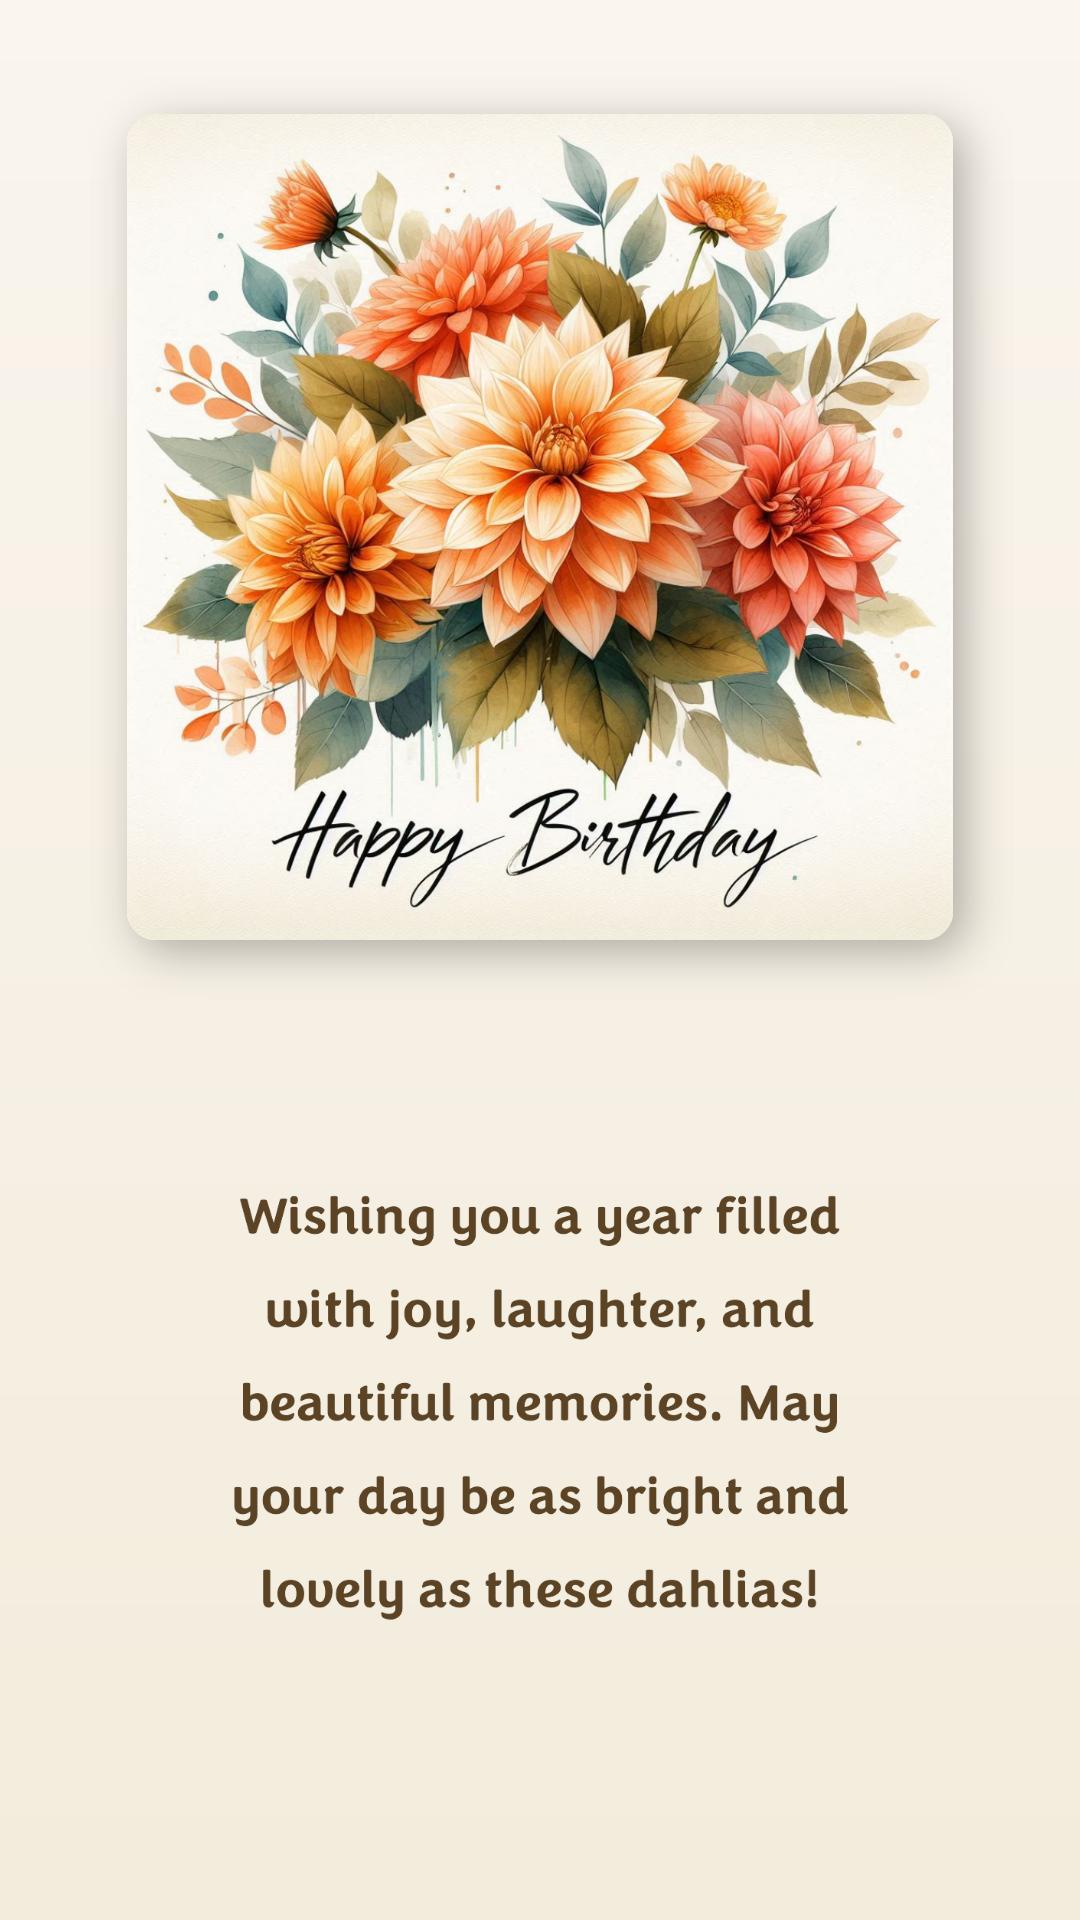 Happy Birthday
Wishing you a year filled
with joy, laughter, and
beautiful memories. May
your day be as bright and
lovely as these dahlias!